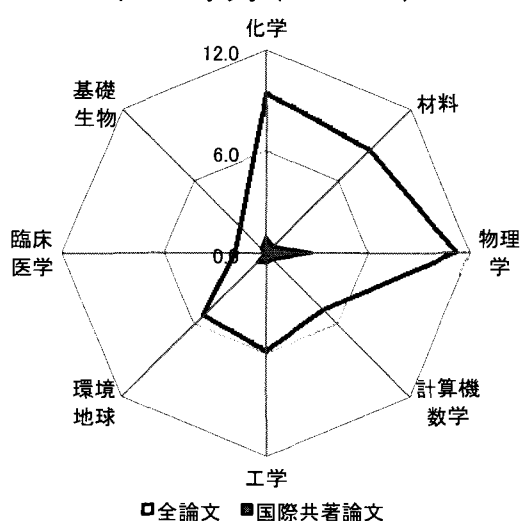 化学
12.0
材料
6.0
0.0
物理
学
計算機
数学
工学
環境
地球
臨床
医学
基礎
生物
全論文 国際共著論文